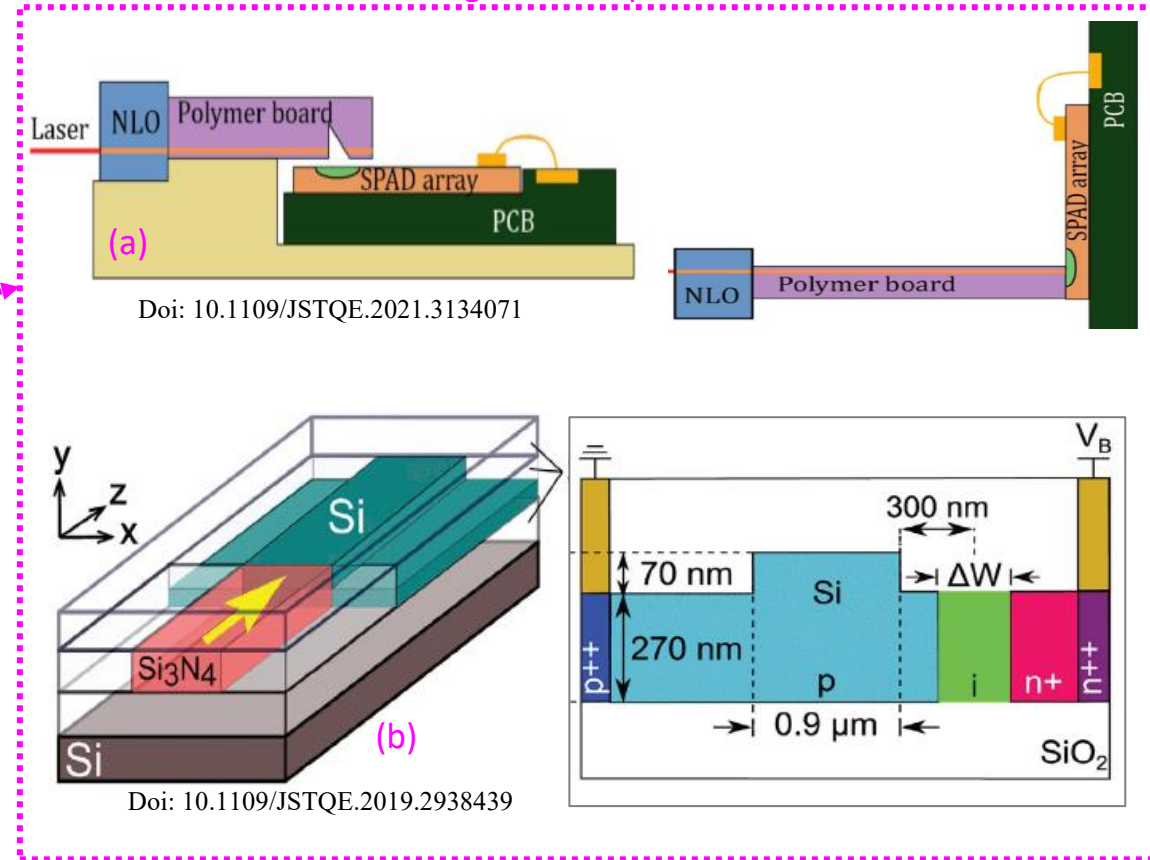 Laser
NLO
Polymer board
SPAD array
PCB
(a)
Doi: 10.1109/JSTQE.2021.3134071
PCB
SPAD array
NLO
Polymer board
y
z
x
Si
Si3N4
Si
(b)
Doi: 10.1109/JSTQE.2019.2938439
VB
300 nm
70 nm
Si
ΔW
270 nm
p++
p
i
n+
n++
0.9 μm
SiO2